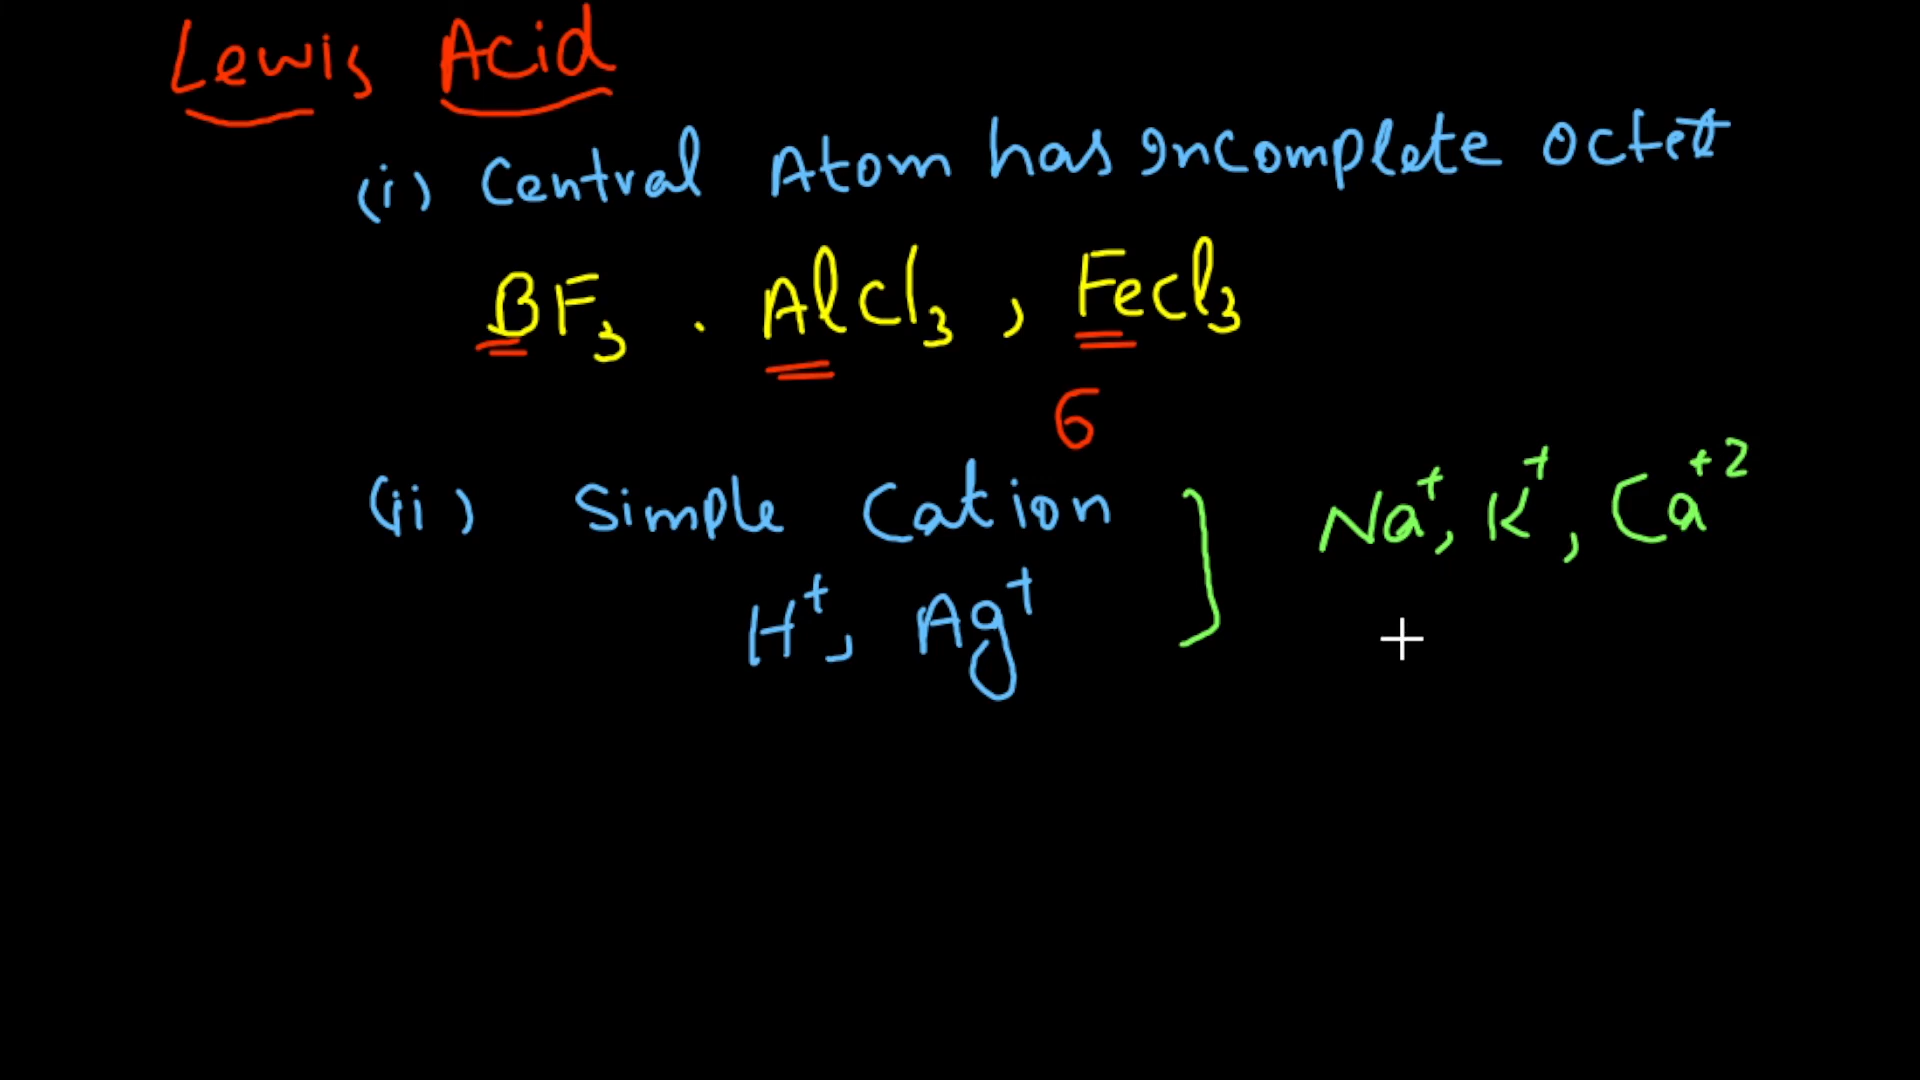 Lewis Acid
(i) Central Atom has Incomplete Octet
BF₃ . AlCl₃ , FeCl₃
6
(ii) Simple Cation
Na⁺, K⁺, Ca⁺²
H⁺, Ag⁺